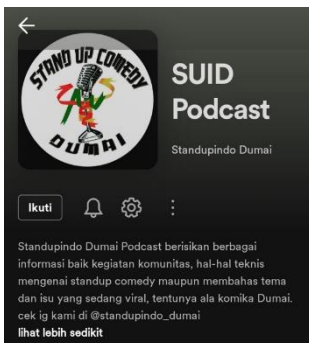 STAND UP COMEDY
DUMAI
SUID
Podcast
Standupindo Dumai
Ikuti
Standupindo Dumai Podcast berisikan berbagai
informasi baik kegiatan komunitas, hal-hal teknis
mengenai standup comedy maupun membahas tema
dan isu yang sedang viral, tentunya ala komika Dumai.
cek ig kami di @standupindo_dumai
lihat lebih sedikit